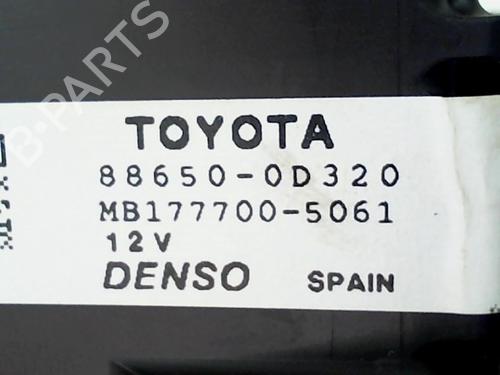 TOYOTA
88650-0D320
MB177700-5061
12V
DENSO SPAIN
B-PARTS